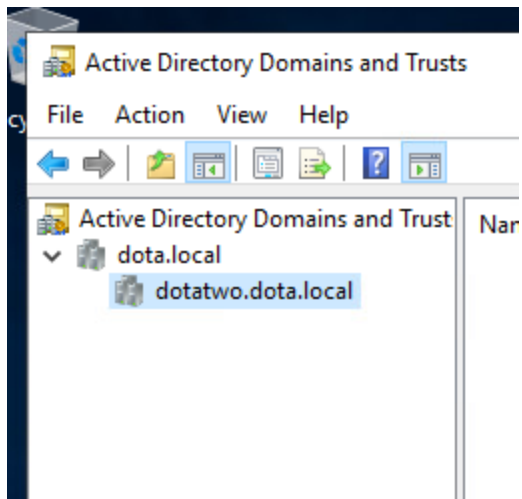 Active Directory Domains and Trusts
File Action View Help
Active Directory Domains and Trust
dota.local
dotatwo.dota.local